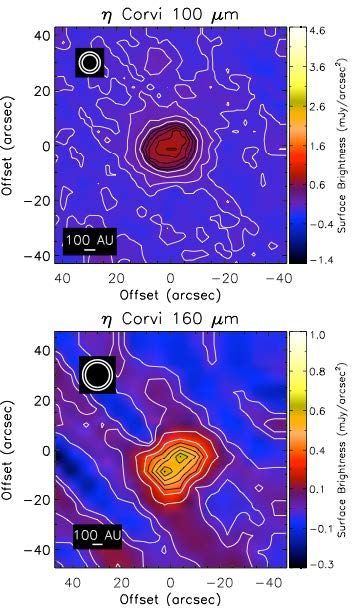 η Corvi 100 μm
40
20
0
−20
−40
Offset (arcsec)
100 AU
40 20 0 −20 −40
Offset (arcsec)
4.6
3.6
2.6
1.6
0.6
−0.4
−1.4
Surface Brightness (mJy/arcsec²)
η Corvi 160 μm
40
20
0
−20
−40
Offset (arcsec)
100 AU
40 20 0 −20 −40
Offset (arcsec)
1.0
0.8
0.6
0.4
0.1
−0.1
−0.3
Surface Brightness (mJy/arcsec²)